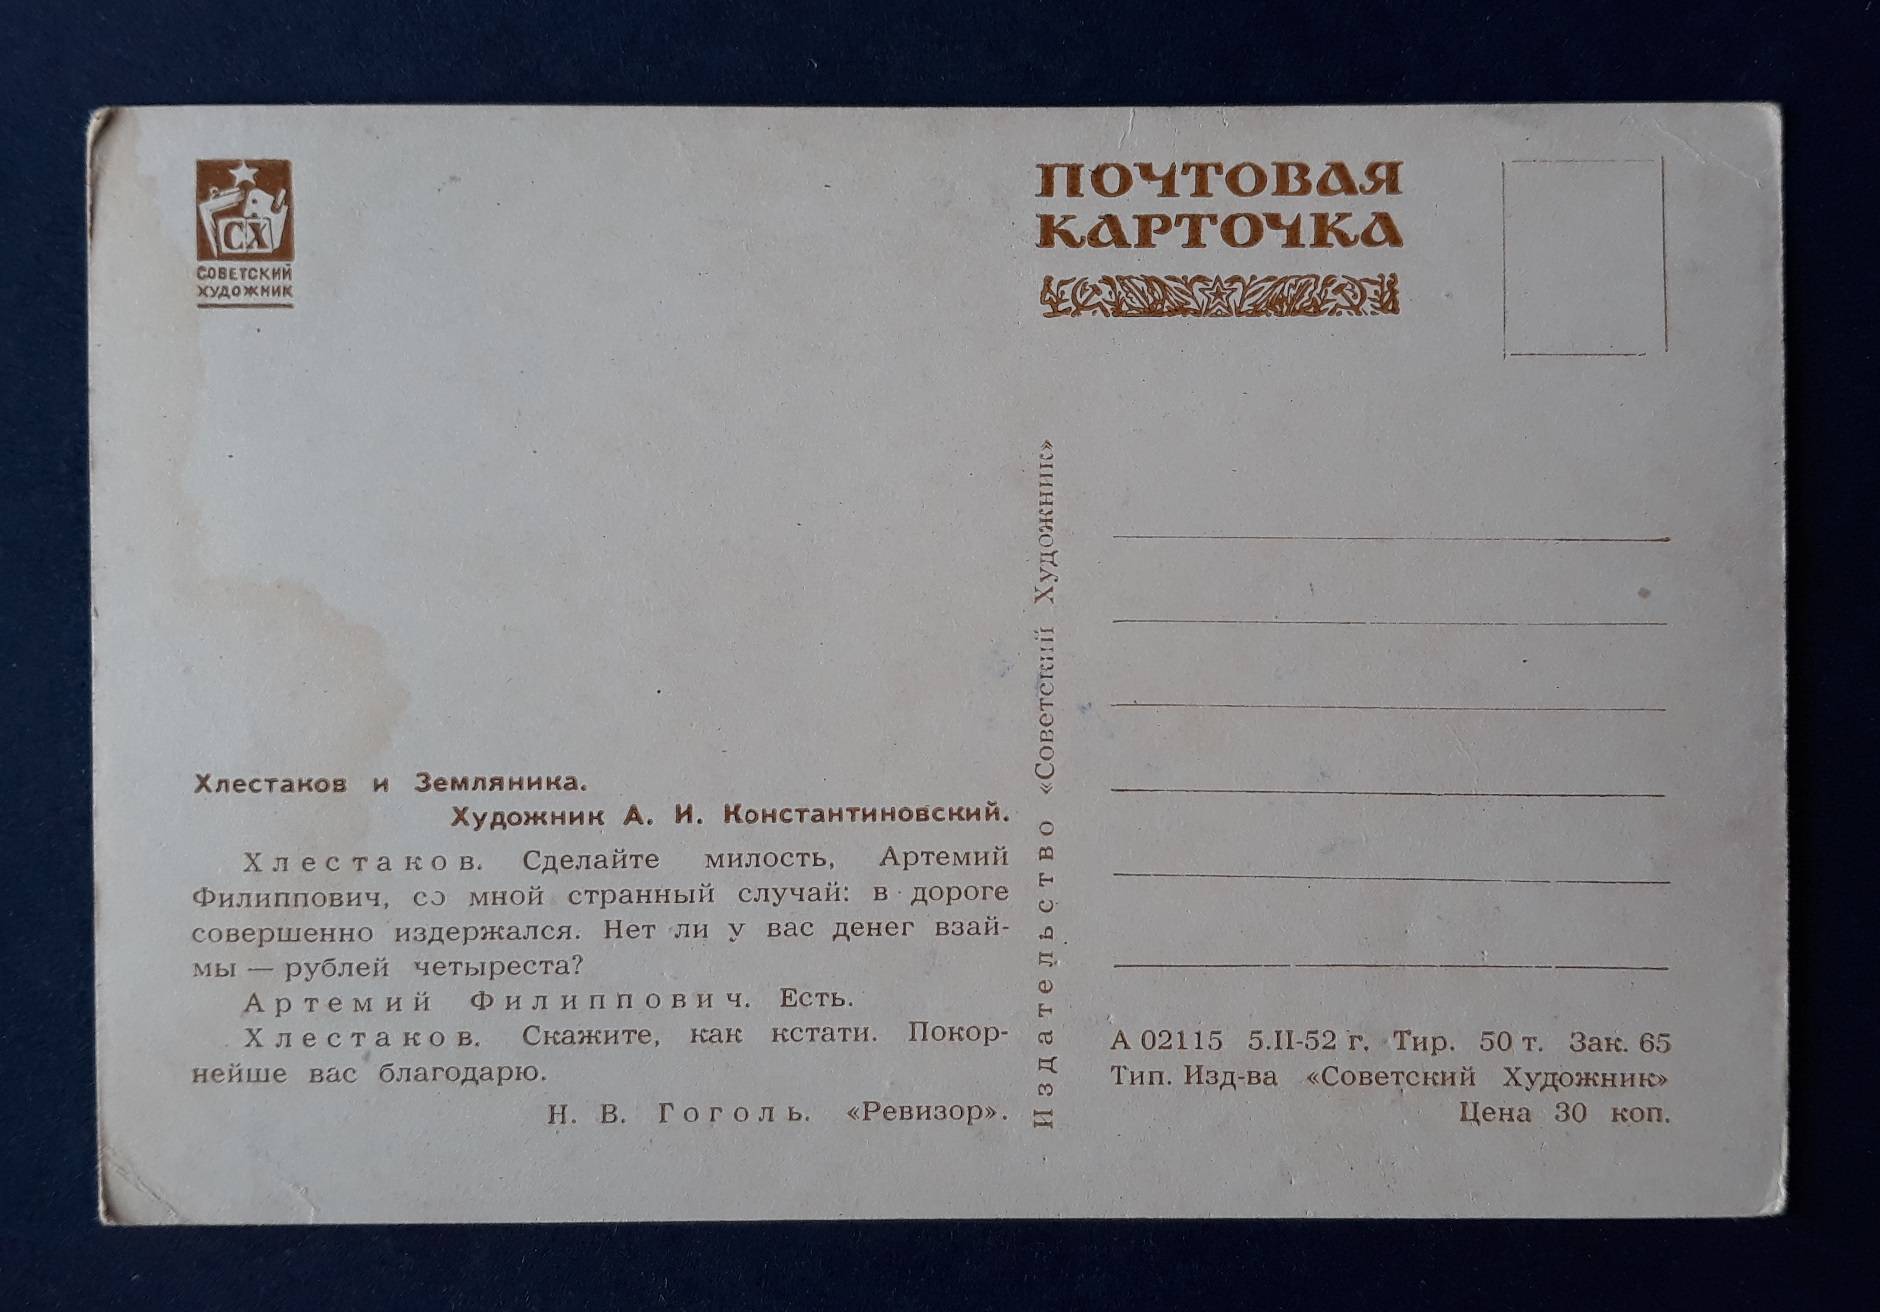 СХ
СОВЕТСКИЙ
ХУДОЖНИК
ПОЧТОВАЯ
КАРТОЧКА
Хлестаков и Земляника.
Художник А. И. Константиновский.
Хлестаков. Сделайте милость, Артемий
Филиппович, со мной странный случай: в дороге
совершенно издержался. Нет ли у вас денег взай-
мы — рублей четыреста?
Артемий Филиппович. Есть.
Хлестаков. Скажите, как кстати. Покор-
нейше вас благодарю.
Н. В. Гоголь. «Ревизор».
Издательство «Советский Художник»
А 02115 5.II-52 г. Тир. 50 т. Зак. 65
Тип. Изд-ва «Советский Художник»
Цена 30 коп.